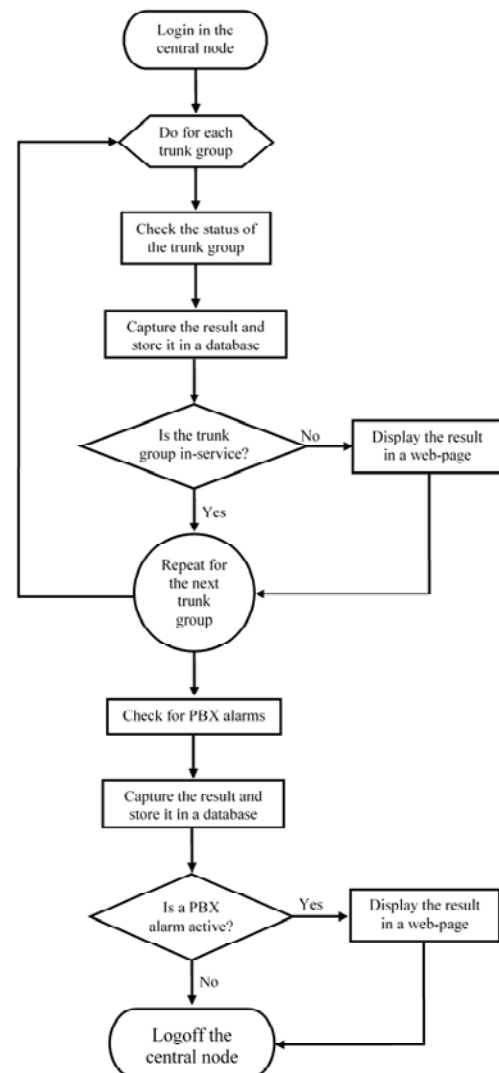 Login in the
central node
Do for each
trunk group
Check the status of
the trunk group
Capture the result and
store it in a database
Is the trunk
group in-service?
No
Display the result
in a web-page
Yes
Repeat for
the next
trunk
group
Check for PBX alarms
Capture the result and
store it in a database
Is a PBX
alarm active?
Yes
Display the result
in a web-page
No
Logoff the
central node